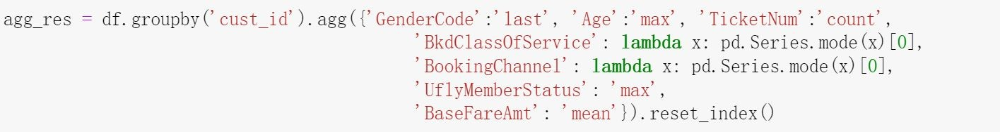 agg_res = df.groupby('cust_id').agg({'GenderCode':'last', 'Age':'max', 'TicketNum':'count',
'BkdClassOfService': lambda x: pd.Series.mode(x)[0],
'BookingChannel': lambda x: pd.Series.mode(x)[0],
'UflyMemberStatus': 'max',
'BaseFareAmt': 'mean'}).reset_index()